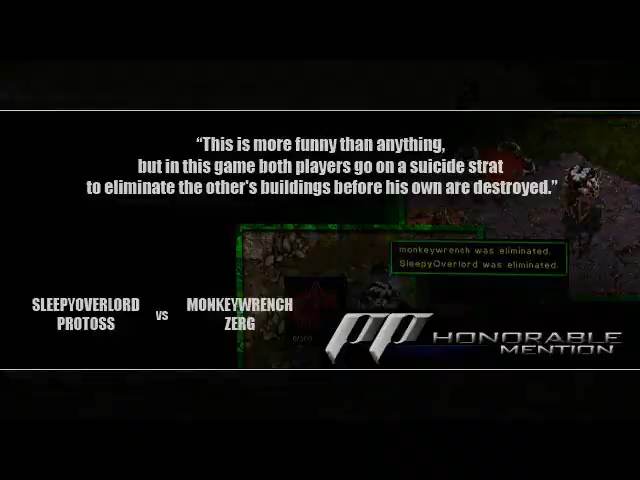 “This is more funny than anything,
but in this game both players go on a suicide strat
to eliminate the other's buildings before his own are destroyed.”
monkeywrench was eliminated.
SleepyOverlord was eliminated.
SLEEPYOVERLORD
PROTOSS
vs
MONKEYWRENCH
ZERG
PP HONORABLE
MENTION